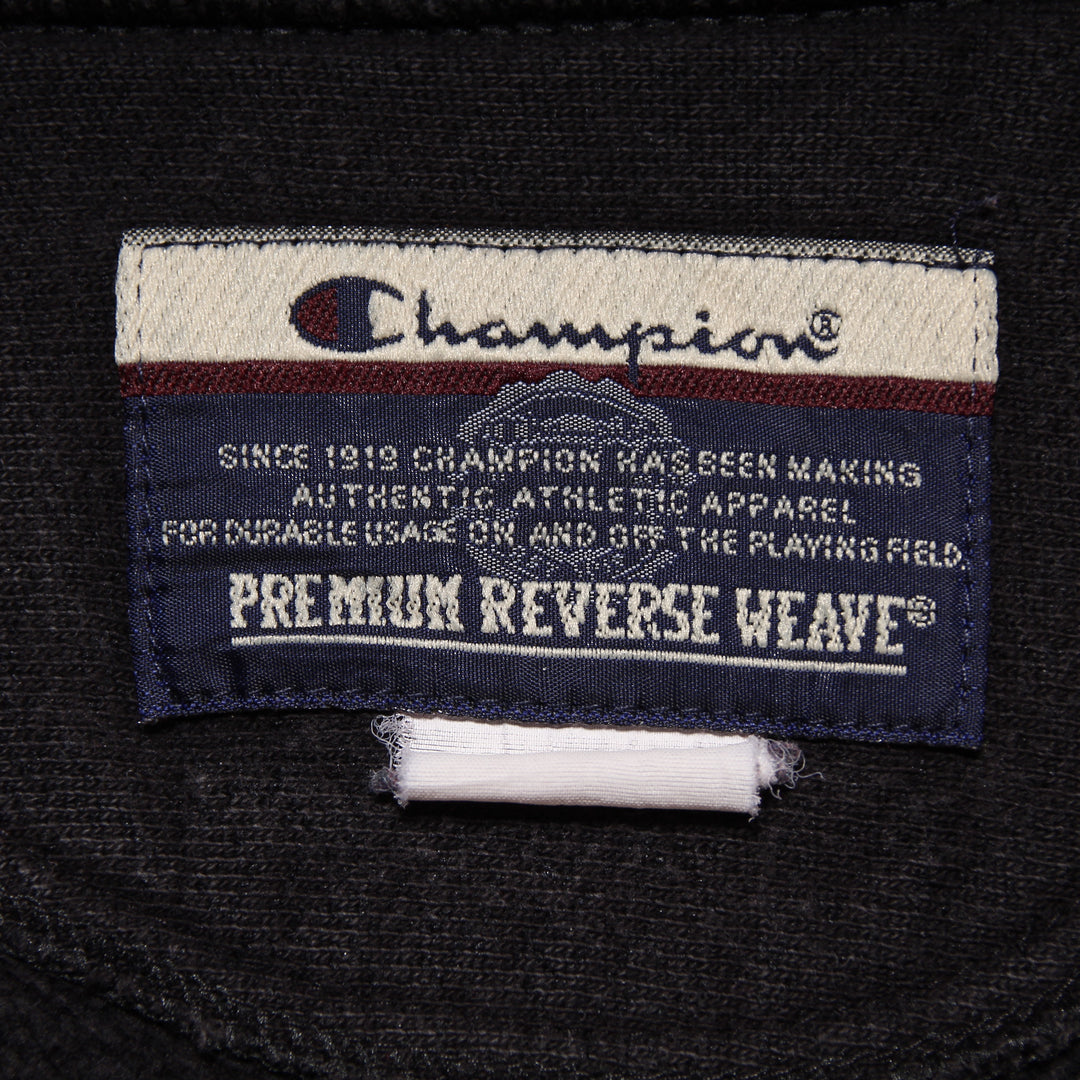 Champion®
SINCE 1919 CHAMPION HAS BEEN MAKING
AUTHENTIC ATHLETIC APPAREL
FOR DURABLE USAGE ON AND OFF THE PLAYING FIELD.
PREMIUM REVERSE WEAVE®